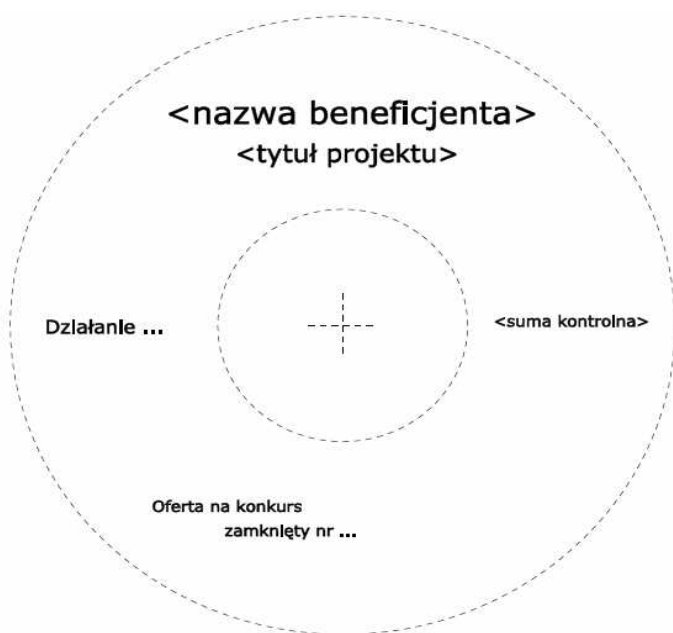 <nazwa beneficjenta>
<tytuł projektu>
Działanie ...
<suma kontrolna>
Oferta na konkurs
zamknięty nr ...